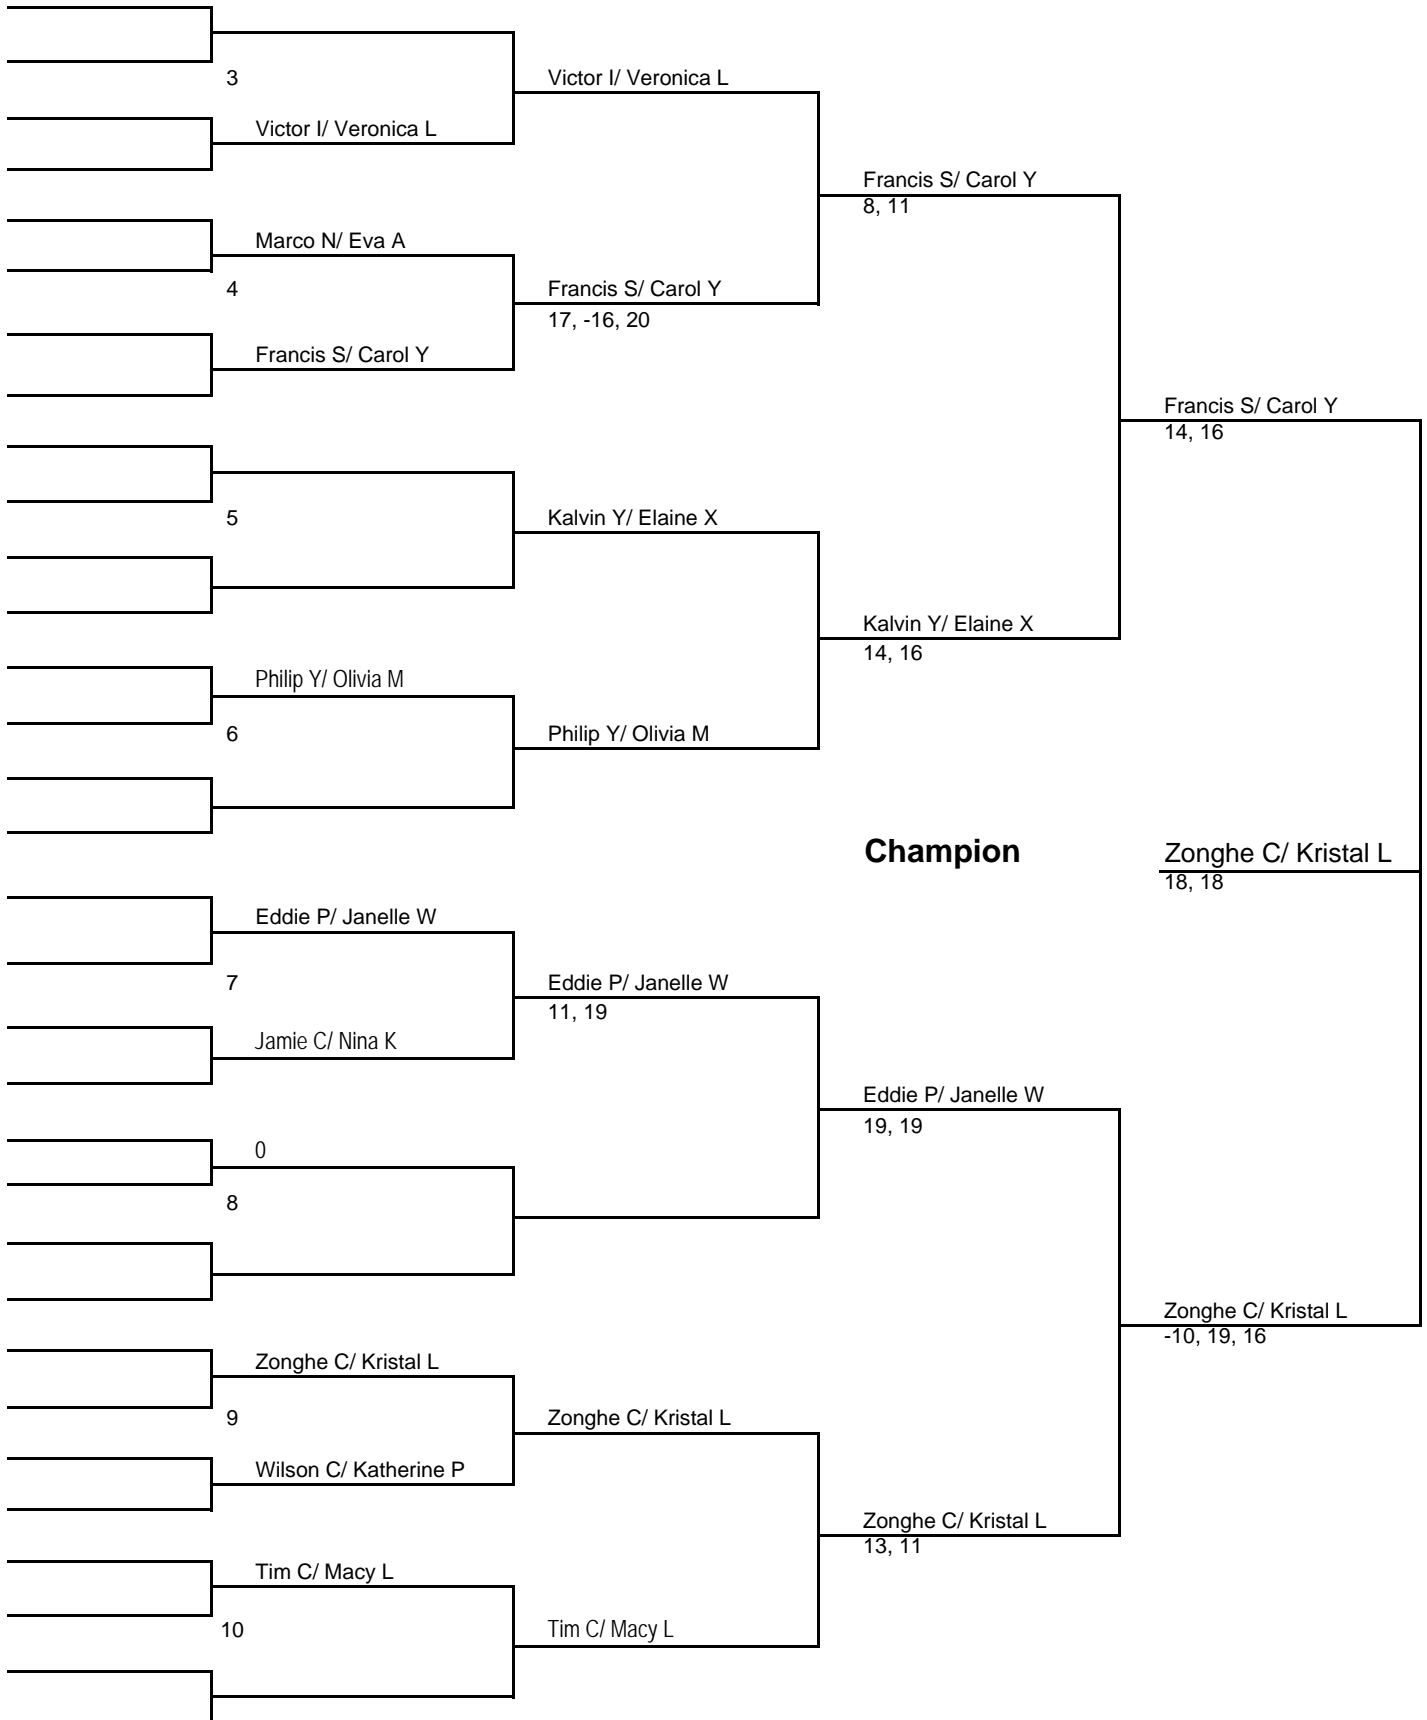 3
Victor I/ Veronica L
Victor I/ Veronica L
Francis S/ Carol Y
8, 11
Marco N/ Eva A
4
Francis S/ Carol Y
17, -16, 20
Francis S/ Carol Y
Francis S/ Carol Y
14, 16
5
Kalvin Y/ Elaine X
Kalvin Y/ Elaine X
14, 16
Philip Y/ Olivia M
6
Philip Y/ Olivia M
Champion
Zonghe C/ Kristal L
18, 18
Eddie P/ Janelle W
7
Eddie P/ Janelle W
11, 19
Jamie C/ Nina K
Eddie P/ Janelle W
19, 19
0
8
Zonghe C/ Kristal L
-10, 19, 16
Zonghe C/ Kristal L
9
Zonghe C/ Kristal L
Wilson C/ Katherine P
Zonghe C/ Kristal L
13, 11
Tim C/ Macy L
10
Tim C/ Macy L